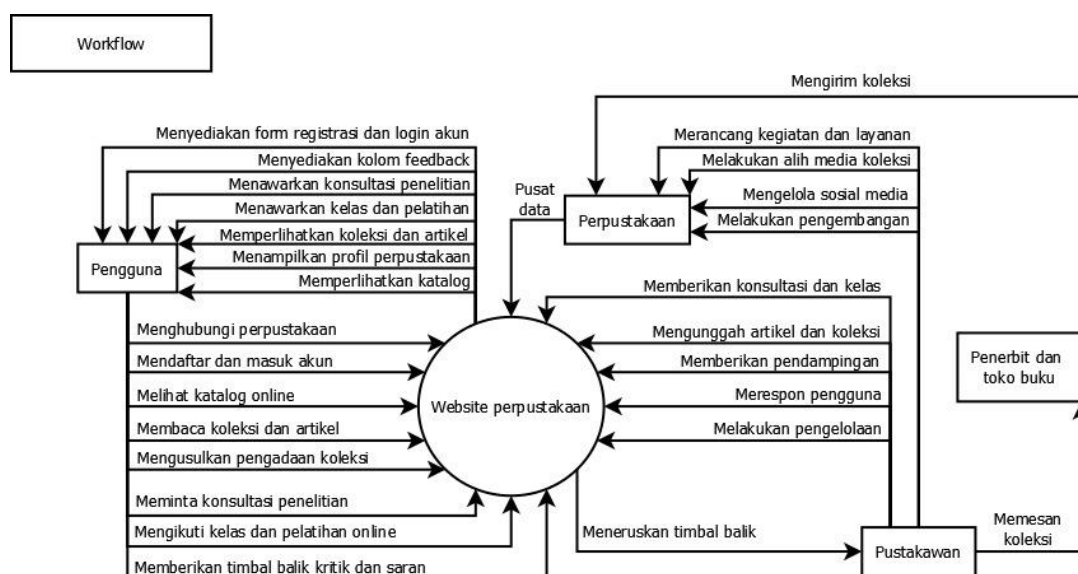 Workflow
Mengirim koleksi
Menyediakan form registrasi dan login akun
Menyediakan kolom feedback
Menawarkan konsultasi penelitian
Menawarkan kelas dan pelatihan
Memperlihatkan koleksi dan artikel
Menampilkan profil perpustakaan
Memperlihatkan katalog
Pengguna
Merancang kegiatan dan layanan
Melakukan alih media koleksi
Mengelola sosial media
Melakukan pengembangan
Pusat
data
Perpustakaan
Menghubungi perpustakaan
Mendaftar dan masuk akun
Melihat katalog online
Membaca koleksi dan artikel
Mengusulkan pengadaan koleksi
Meminta konsultasi penelitian
Mengikuti kelas dan pelatihan online
Memberikan timbal balik kritik dan saran
Website perpustakaan
Memberikan konsultasi dan kelas
Mengunggah artikel dan koleksi
Memberikan pendampingan
Merespon pengguna
Melakukan pengelolaan
Penerbit dan
toko buku
Meneruskan timbal balik
Pustakawan
Memesan
koleksi